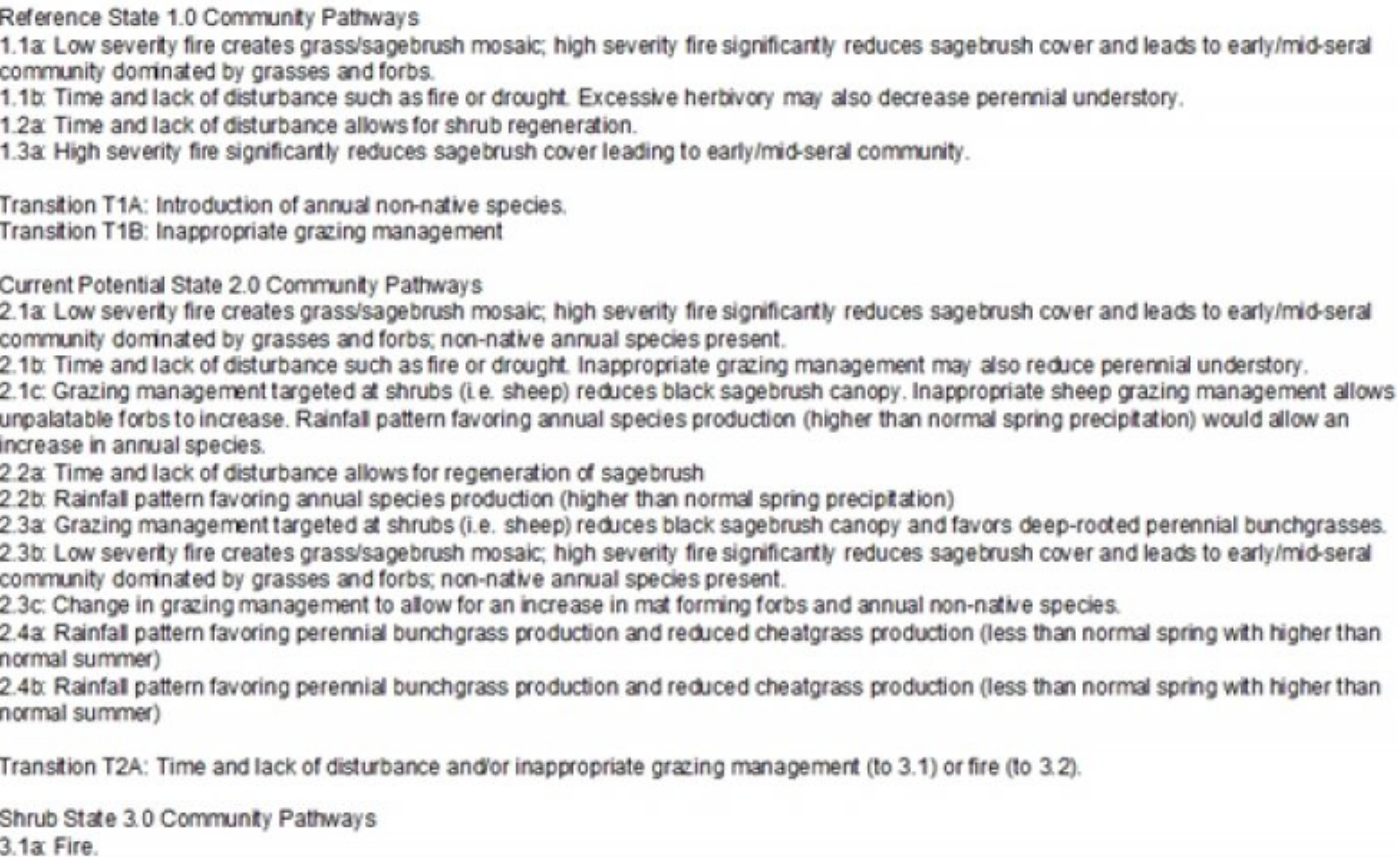 Reference State 1.0 Community Pathways
1.1a: Low severity fire creates grass/sagebrush mosaic; high severity fire significantly reduces sagebrush cover and leads to early/mid-seral
community dominated by grasses and forbs.
1.1b: Time and lack of disturbance such as fire or drought. Excessive herbivory may also decrease perennial understory.
1.2a: Time and lack of disturbance allows for shrub regeneration.
1.3a: High severity fire significantly reduces sagebrush cover leading to early/mid-seral community.
Transition T1A: Introduction of annual non-native species.
Transition T1B: Inappropriate grazing management
Current Potential State 2.0 Community Pathways
2.1a: Low severity fire creates grass/sagebrush mosaic; high severity fire significantly reduces sagebrush cover and leads to early/mid-seral
community dominated by grasses and forbs; non-native annual species present.
2.1b: Time and lack of disturbance such as fire or drought. Inappropriate grazing management may also reduce perennial understory.
2.1c: Grazing management targeted at shrubs (i.e. sheep) reduces black sagebrush canopy. Inappropriate sheep grazing management allows
unpalatable forbs to increase. Rainfall pattern favoring annual species production (higher than normal spring precipitation) would allow an
increase in annual species.
2.2a: Time and lack of disturbance allows for regeneration of sagebrush
2.2b: Rainfall pattern favoring annual species production (higher than normal spring precipitation)
2.3a: Grazing management targeted at shrubs (i.e. sheep) reduces black sagebrush canopy and favors deep-rooted perennial bunchgrasses.
2.3b: Low severity fire creates grass/sagebrush mosaic; high severity fire significantly reduces sagebrush cover and leads to early/mid-seral
community dominated by grasses and forbs; non-native annual species present.
2.3c: Change in grazing management to allow for an increase in mat forming forbs and annual non-native species.
2.4a: Rainfall pattern favoring perennial bunchgrass production and reduced cheatgrass production (less than normal spring with higher than
normal summer)
2.4b: Rainfall pattern favoring perennial bunchgrass production and reduced cheatgrass production (less than normal spring with higher than
normal summer)
Transition T2A: Time and lack of disturbance and/or inappropriate grazing management (to 3.1) or fire (to 3.2).
Shrub State 3.0 Community Pathways
3.1a: Fire.